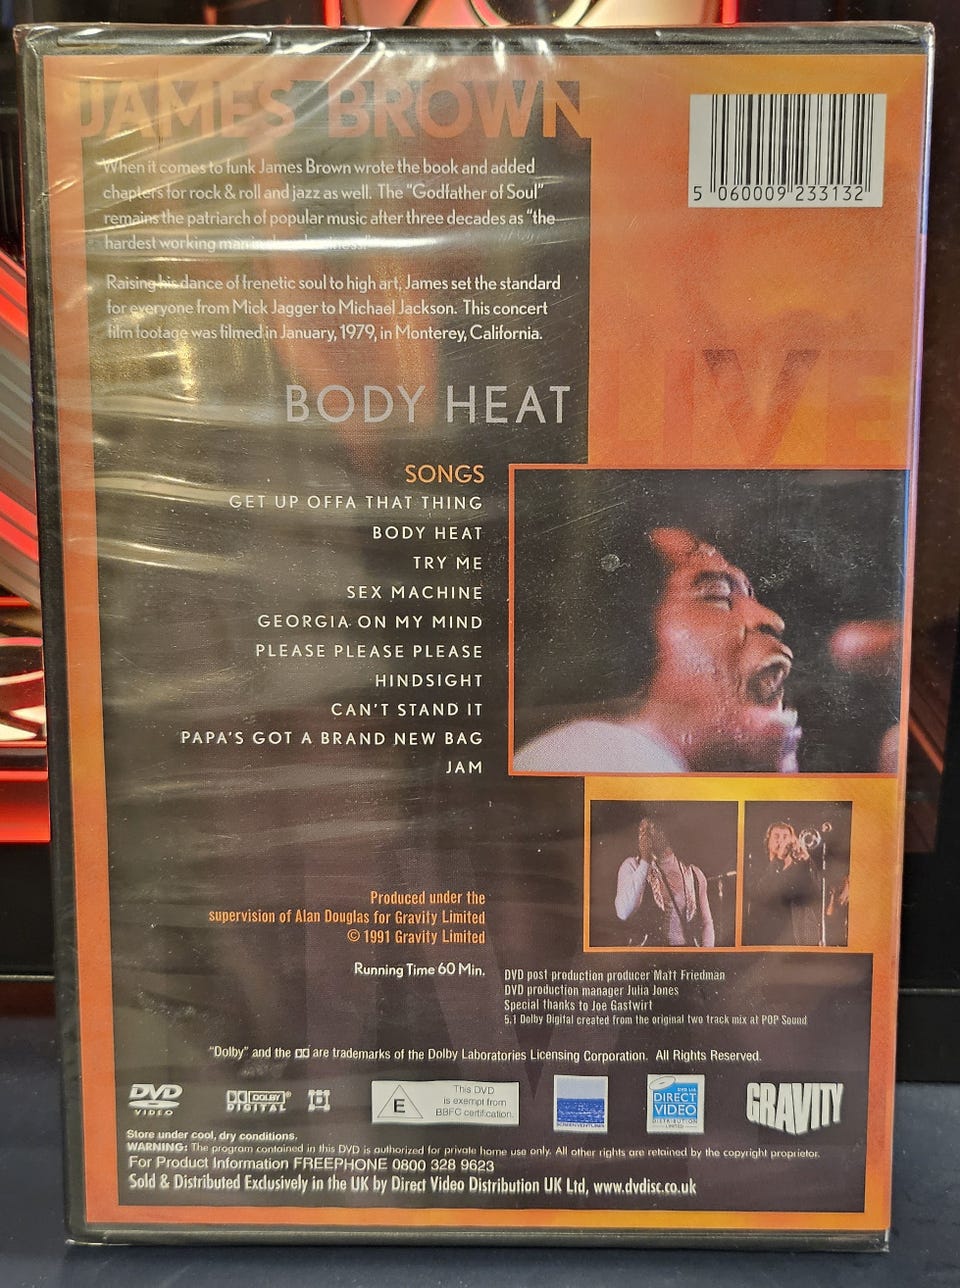 JAMES BROWN
When it comes to funk James Brown wrote the book and added
chapters for rock & roll and jazz as well. The "Godfather of Soul"
remains the patriarch of popular music after three decades as "the
hardest working man
Raising his dance of frenetic soul to high art, James set the standard
for everyone from Mick Jagger to Michael Jackson. This concert
film footage was filmed in January, 1979, in Monterey, California.
5 060009 233132
LIVE
BODY HEAT
SONGS
GET UP OFFA THAT THING
BODY HEAT
TRY ME
SEX MACHINE
GEORGIA ON MY MIND
PLEASE PLEASE PLEASE
HINDSIGHT
CAN'T STAND IT
PAPA'S GOT A BRAND NEW BAG
JAM
Produced under the
supervision of Alan Douglas for Gravity Limited
© 1991 Gravity Limited
Running Time 60 Min.
DVD post production producer Matt Friedman
DVD production manager Julia Jones
Special thanks to Joe Gastwirt
5.1 Dolby Digital created from the original two track mix at POP Sound
"Dolby" and the are trademarks of the Dolby Laboratories Licensing Corporation. All Rights Reserved.
DVD
VIDEO
DOLBY
DIGITAL
E
This DVD
is exempt from
BBFC certification.
SCREENVENTURES
DIRECT
VIDEO
DISTRIBUTION
LIMITED
GRAVITY
Store under cool, dry conditions.
WARNING: The program contained in this DVD is authorized for private home use only. All other rights are retained by the copyright proprietor.
For Product Information FREEPHONE 0800 328 9623
Sold & Distributed Exclusively in the UK by Direct Video Distribution UK Ltd, www.dvdisc.co.uk